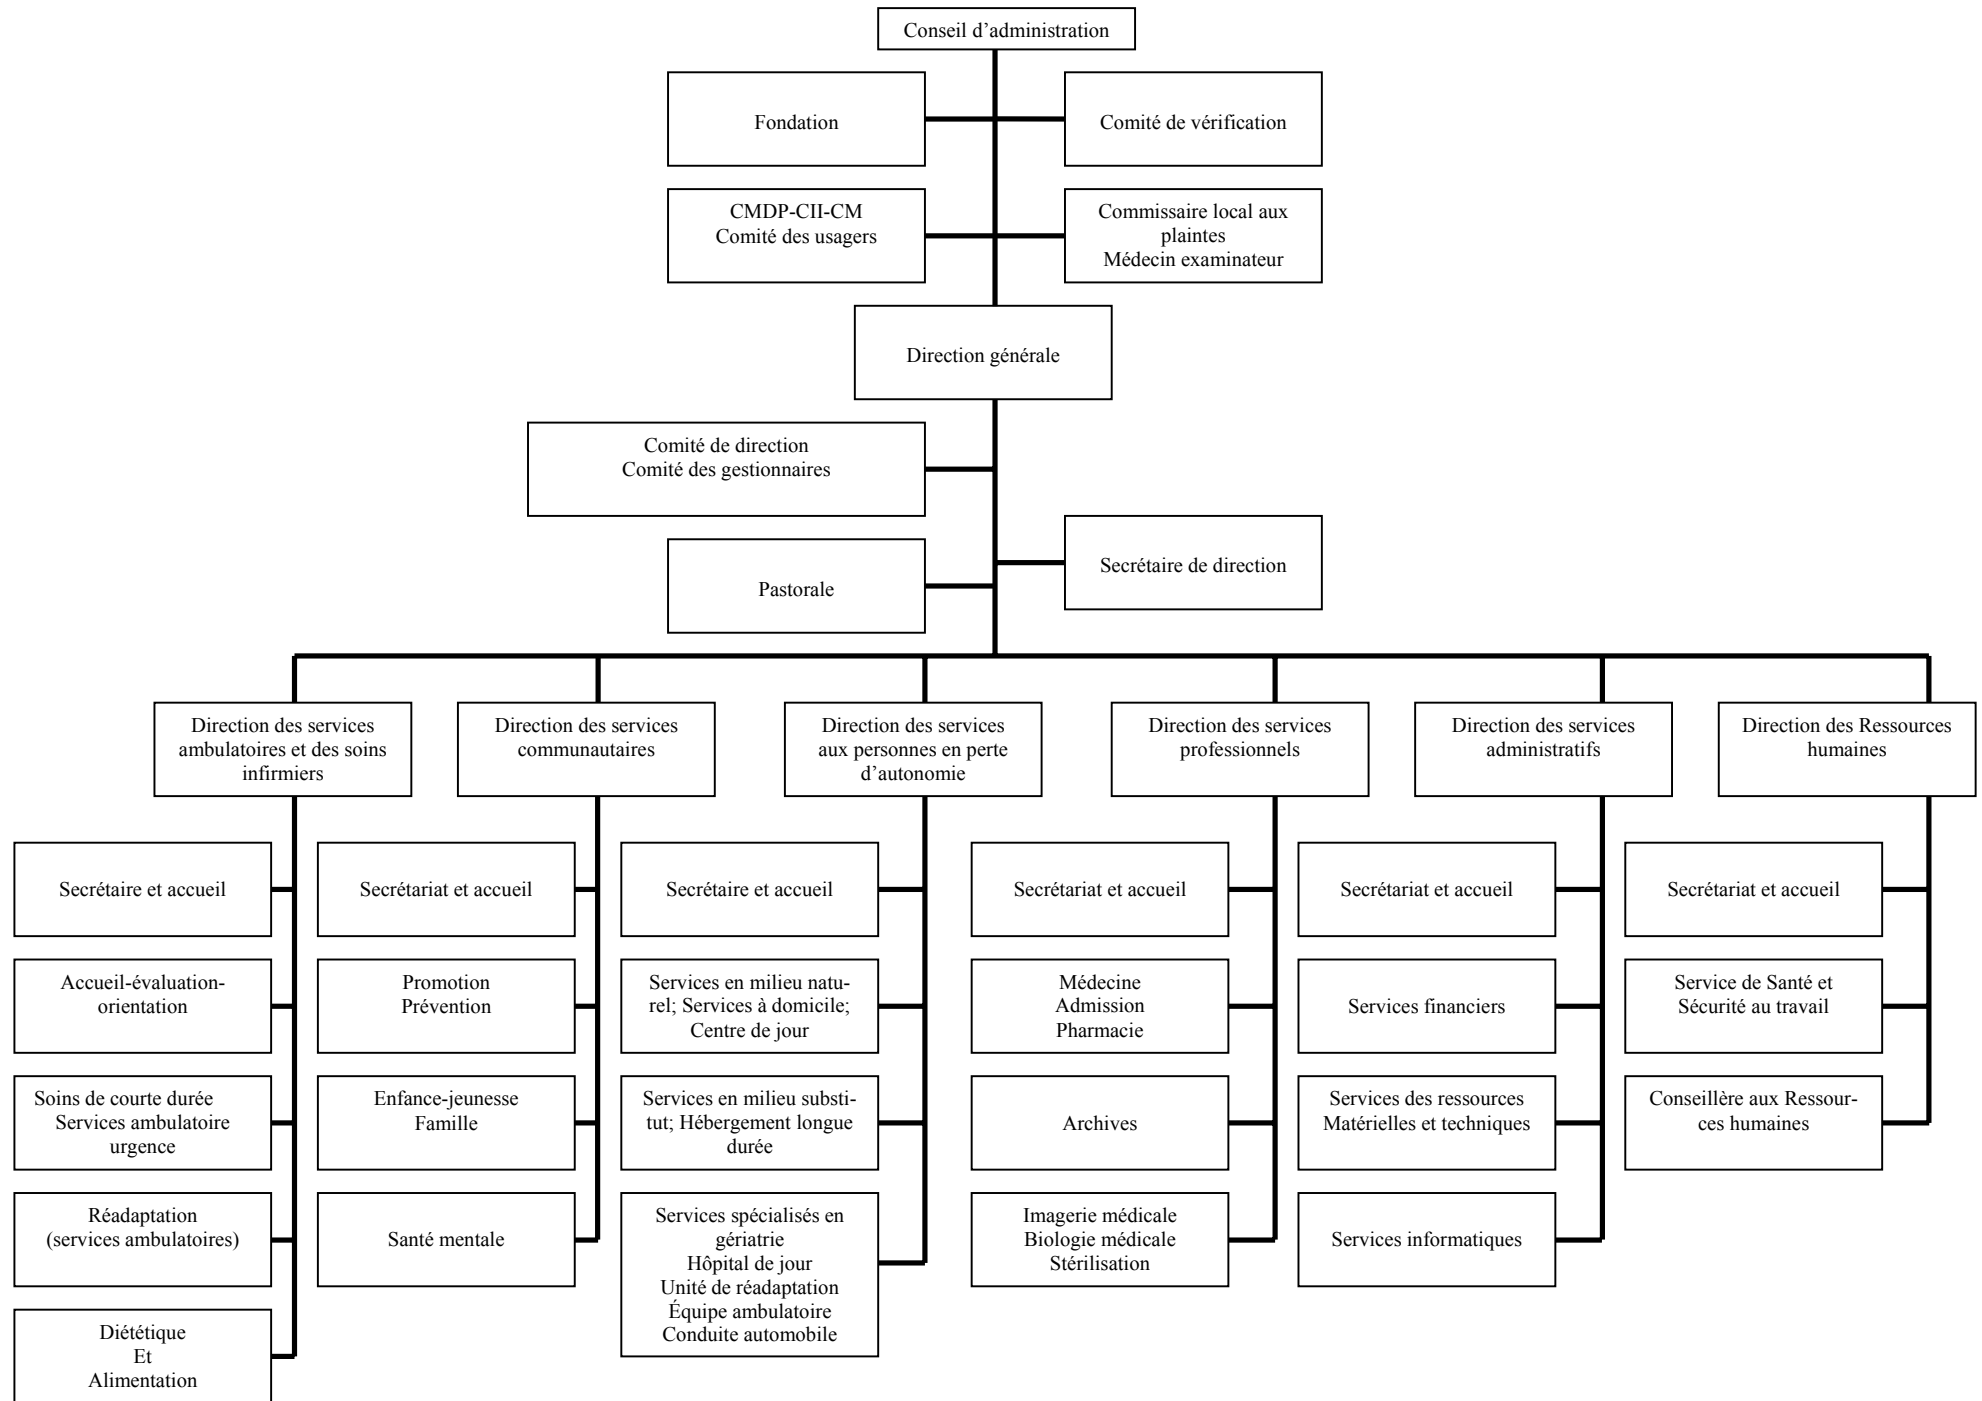 Conseil d’administration
Fondation
Comité de vérification
CMDP-CII-CM
Comité des usagers
Commissaire local aux
plaintes
Médecin examinateur
Direction générale
Comité de direction
Comité des gestionnaires
Secrétaire de direction
Pastorale
Direction des services
ambulatoires et des soins
infirmiers
Direction des services
communautaires
Direction des services
aux personnes en perte
d’autonomie
Direction des services
professionnels
Direction des services
administratifs
Direction des Ressources
humaines
Secrétaire et accueil
Secrétariat et accueil
Secrétaire et accueil
Secrétariat et accueil
Secrétariat et accueil
Secrétariat et accueil
Accueil-évaluation-
orientation
Promotion
Prévention
Services en milieu natu-
rel; Services à domicile;
Centre de jour
Médecine
Admission
Pharmacie
Services financiers
Service de Santé et
Sécurité au travail
Soins de courte durée
Services ambulatoire
urgence
Enfance-jeunesse
Famille
Services en milieu substi-
tut; Hébergement longue
durée
Archives
Services des ressources
Matérielles et techniques
Conseillère aux Ressour-
ces humaines
Réadaptation
(services ambulatoires)
Santé mentale
Services spécialisés en
gériatrie
Hôpital de jour
Unité de réadaptation
Équipe ambulatoire
Conduite automobile
Imagerie médicale
Biologie médicale
Stérilisation
Services informatiques
Diététique
Et
Alimentation